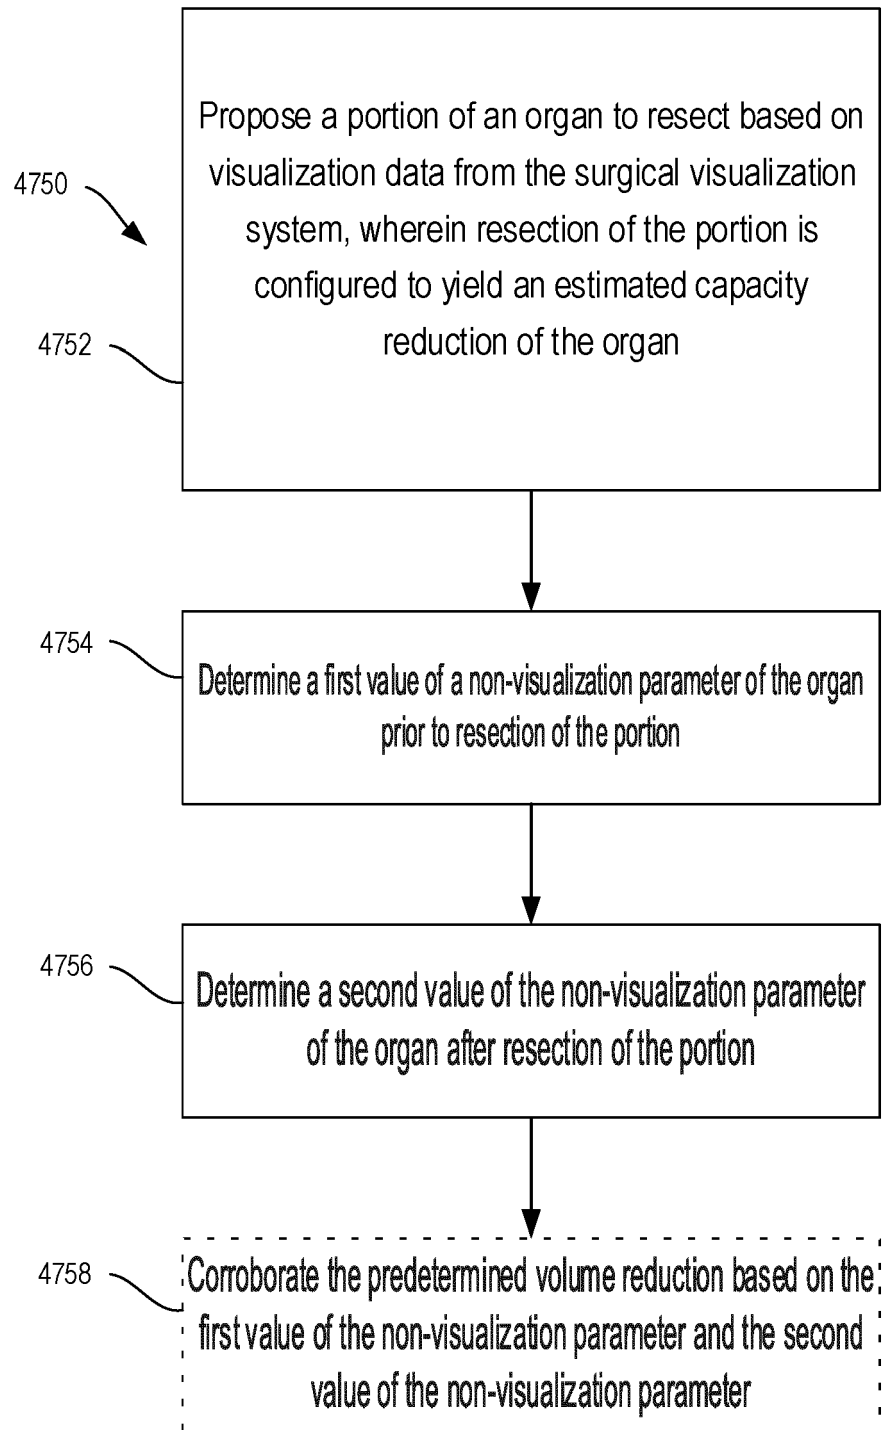 Propose a portion of an organ to resect based on
visualization data from the surgical visualization
system, wherein resection of the portion is
configured to yield an estimated capacity
reduction of the organ
4750
4752
4754
Determine a first value of a non-visualization parameter of the organ
prior to resection of the portion
4756
Determine a second value of the non-visualization parameter
of the organ after resection of the portion
4758
Corroborate the predetermined volume reduction based on the
first value of the non-visualization parameter and the second
value of the non-visualization parameter